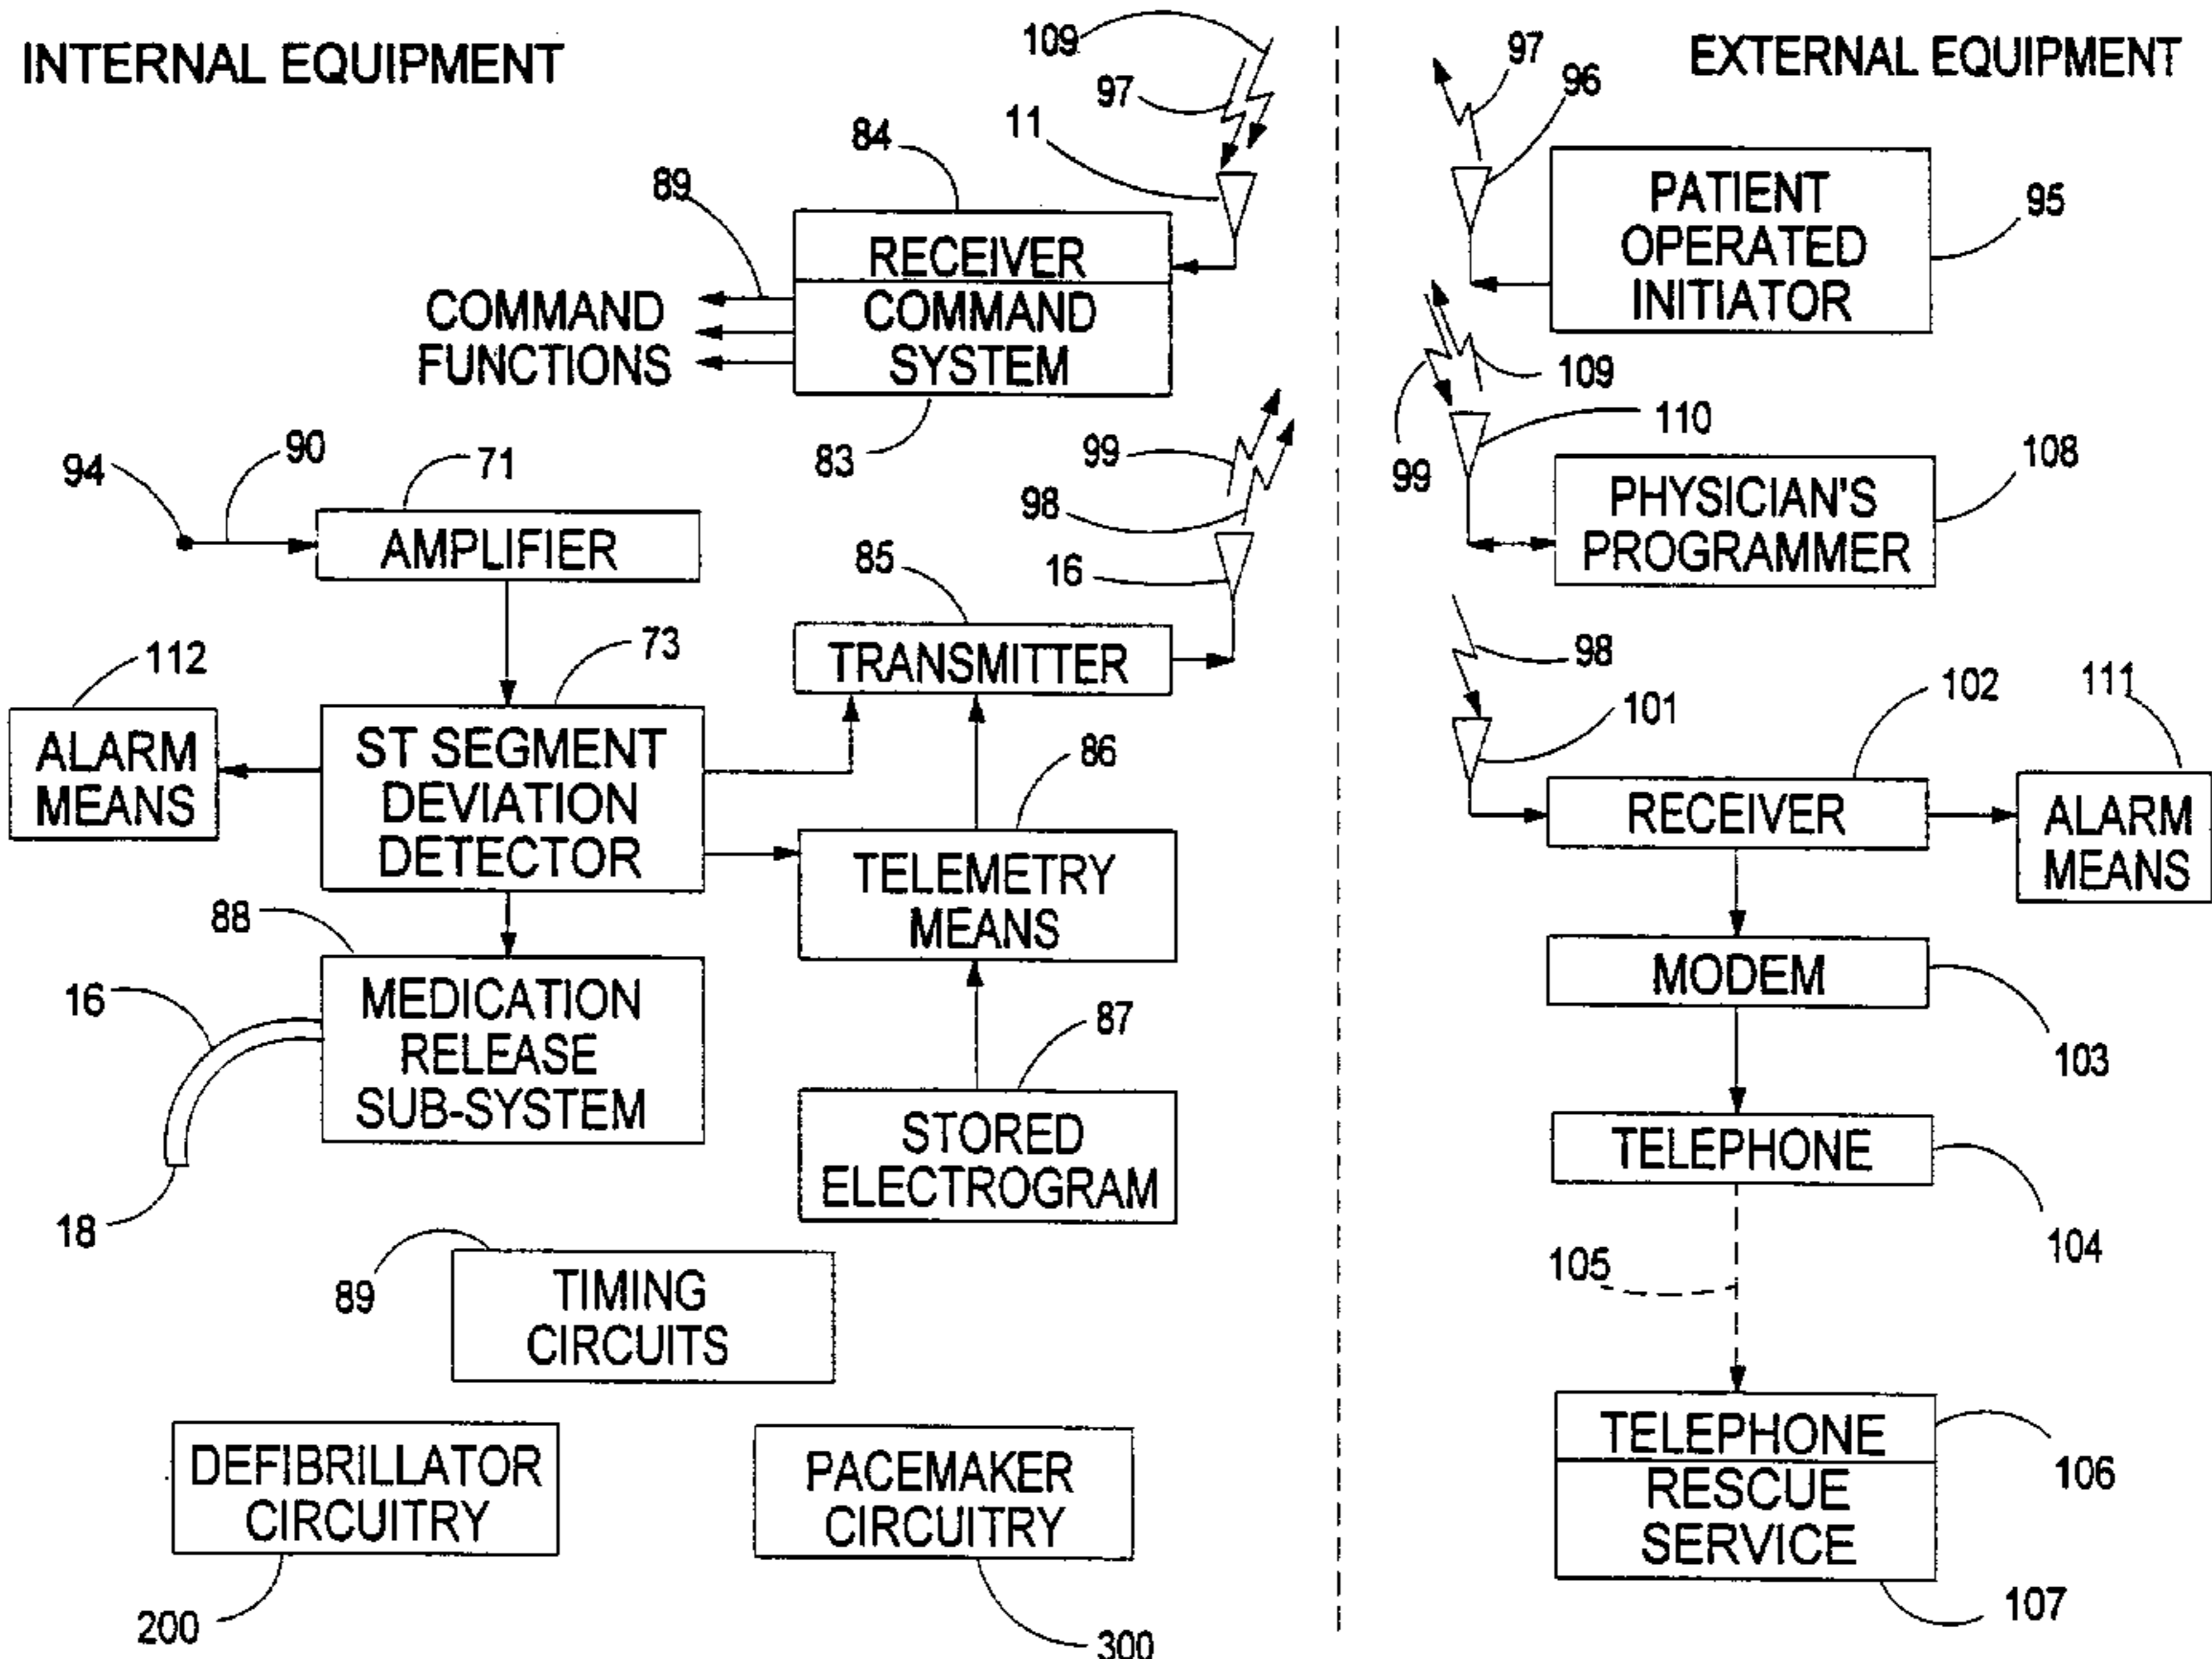 INTERNAL EQUIPMENT
EXTERNAL EQUIPMENT
109
97
11
84
89
RECEIVER
COMMAND
SYSTEM
COMMAND
FUNCTIONS
83
94
90
71
AMPLIFIER
99
98
16
85
TRANSMITTER
112
73
ALARM
MEANS
ST SEGMENT
DEVIATION
DETECTOR
86
TELEMETRY
MEANS
88
16
MEDICATION
RELEASE
SUB-SYSTEM
18
87
STORED
ELECTROGRAM
89
TIMING
CIRCUITS
DEFIBRILLATOR
CIRCUITRY
200
PACEMAKER
CIRCUITRY
300
97
96
PATIENT
OPERATED
INITIATOR
95
109
99
110
PHYSICIAN'S
PROGRAMMER
108
98
101
102
111
RECEIVER
ALARM
MEANS
MODEM
103
TELEPHONE
104
105
TELEPHONE
106
RESCUE
SERVICE
107